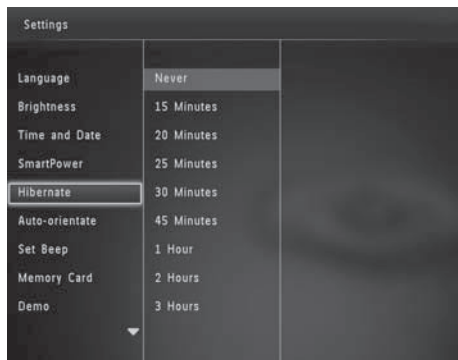 Settings
Language
Brightness
Time and Date
SmartPower
Hibernate
Auto-orientate
Set Beep
Memory Card
Demo
Never
15 Minutes
20 Minutes
25 Minutes
30 Minutes
45 Minutes
1 Hour
2 Hours
3 Hours